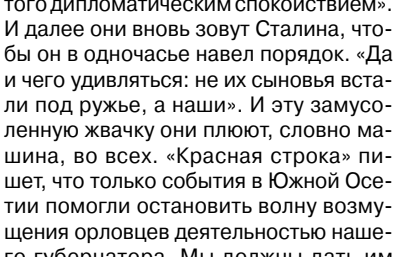 того дипломатическим спокойствием».
И далее они вновь зовут Сталина, что-
бы он в одночасье навел порядок. «Да
и чего удивляться: не их сыновья вста-
ли под ружье, а наши». И эту замусо-
ленную жвачку они плюют, словно ма-
шина, во всех. «Красная строка» пи-
шет, что только события в Южной Осе-
тии помогли остановить волну возму-
щения орловцев деятельностью наше-
го губернатора. Мы должны дать им